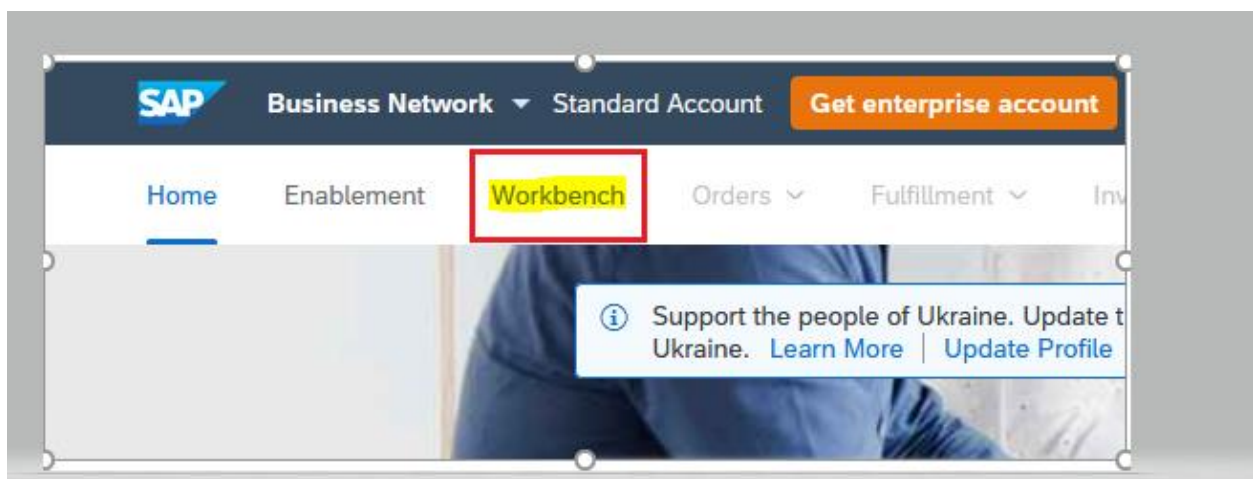 SAP Business Network Standard Account Get enterprise account
Home Enablement Workbench Orders Fulfillment
Support the people of Ukraine. Update
Ukraine. Learn More Update Profile